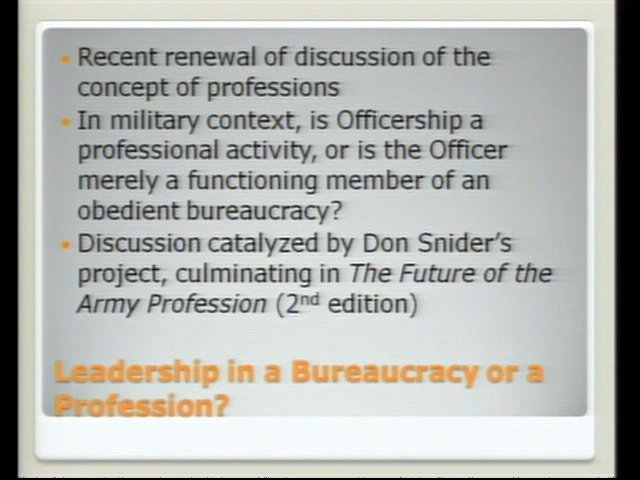 Recent renewal of discussion of the
concept of professions
In military context, is Officership a
professional activity, or is the Officer
merely a functioning member of an
obedient bureaucracy?
Discussion catalyzed by Don Snider's
project, culminating in The Future of the
Army Profession (2nd edition)
Leadership in a Bureaucracy or a
Profession?